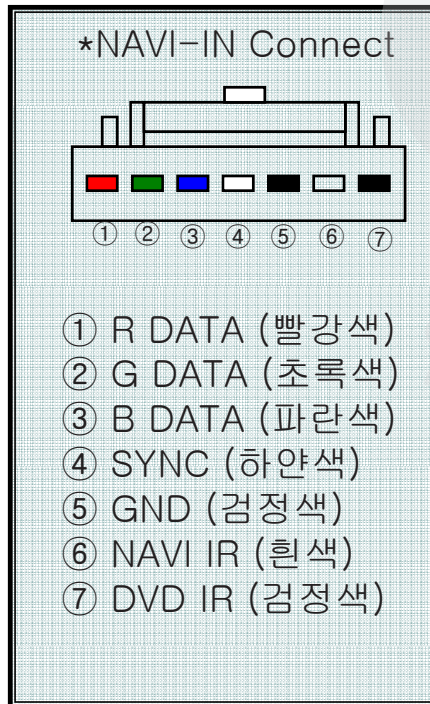 *NAVI-IN Connect
① ② ③ ④ ⑤ ⑥ ⑦
① R DATA (빨강색)
② G DATA (초록색)
③ B DATA (파란색)
④ SYNC (하얀색)
⑤ GND (검정색)
⑥ NAVI IR (흰색)
⑦ DVD IR (검정색)